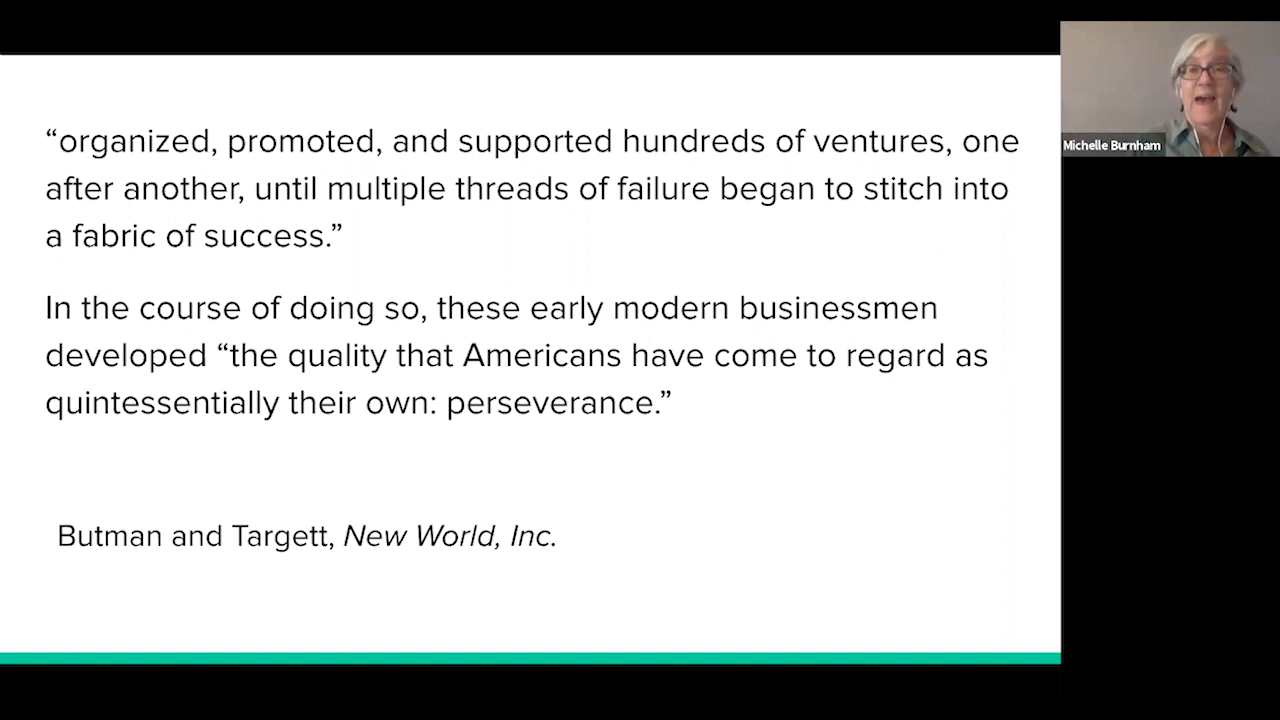 “organized, promoted, and supported hundreds of ventures, one
after another, until multiple threads of failure began to stitch into
a fabric of success.”
In the course of doing so, these early modern businessmen
developed “the quality that Americans have come to regard as
quintessentially their own: perseverance.”
Butman and Targett, New World, Inc.
Michelle Burnham